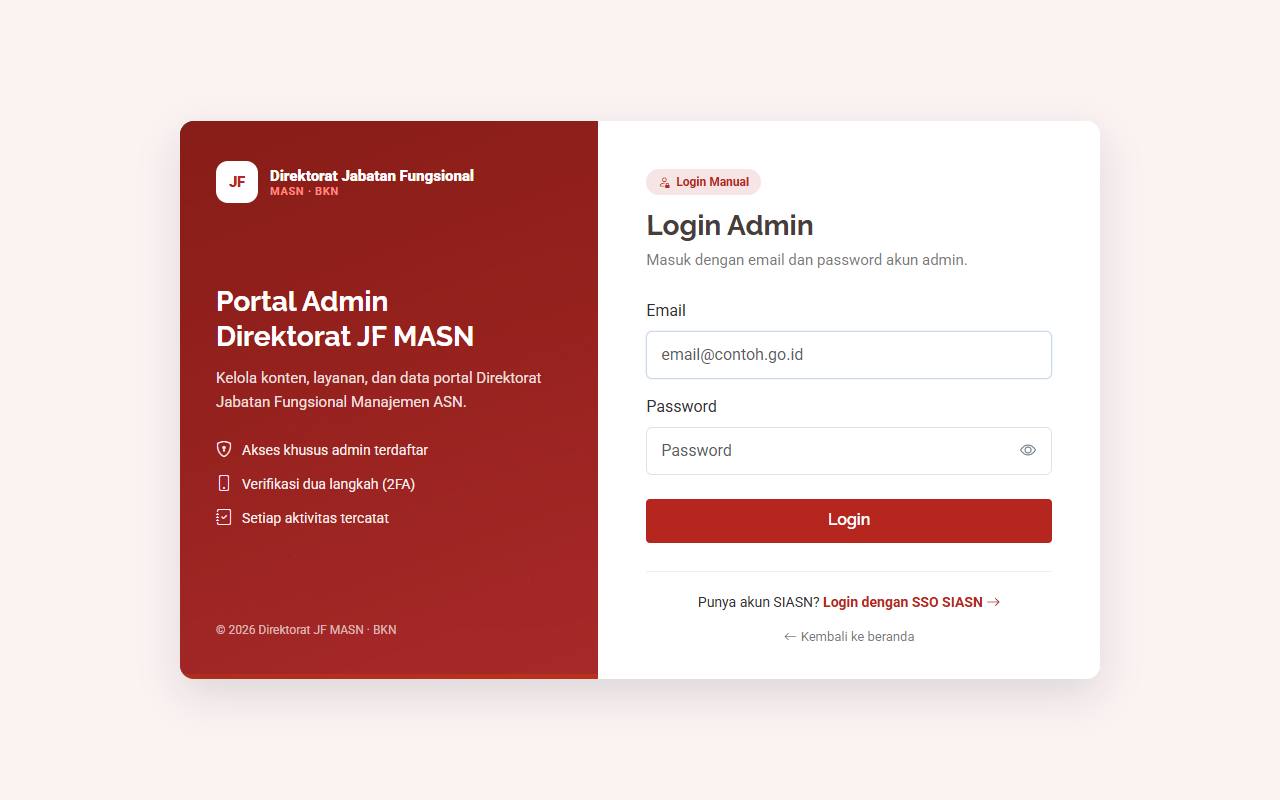 JF
Direktorat Jabatan Fungsional
MASN · BKN
Portal Admin
Direktorat JF MASN
Kelola konten, layanan, dan data portal Direktorat
Jabatan Fungsional Manajemen ASN.
Akses khusus admin terdaftar
Verifikasi dua langkah (2FA)
Setiap aktivitas tercatat
© 2026 Direktorat JF MASN · BKN
Login Manual
Login Admin
Masuk dengan email dan password akun admin.
Email
email@contoh.go.id
Password
Password
Login
Punya akun SIASN? Login dengan SSO SIASN →
← Kembali ke beranda